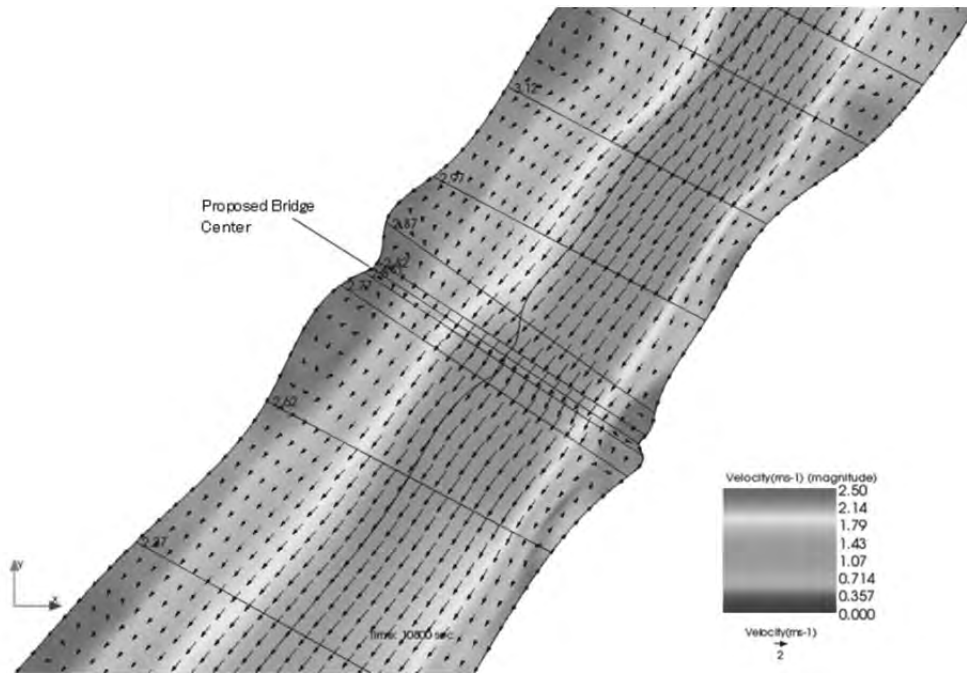 3.12
2.97
Proposed Bridge
Center
2.87
2.77
2.62
Velocity(ms-1) (magnitude)
2.50
2.14
1.79
1.43
1.07
0.714
0.357
0.000
y
x
Time: 10800 sec
Velocity(ms-1)
2